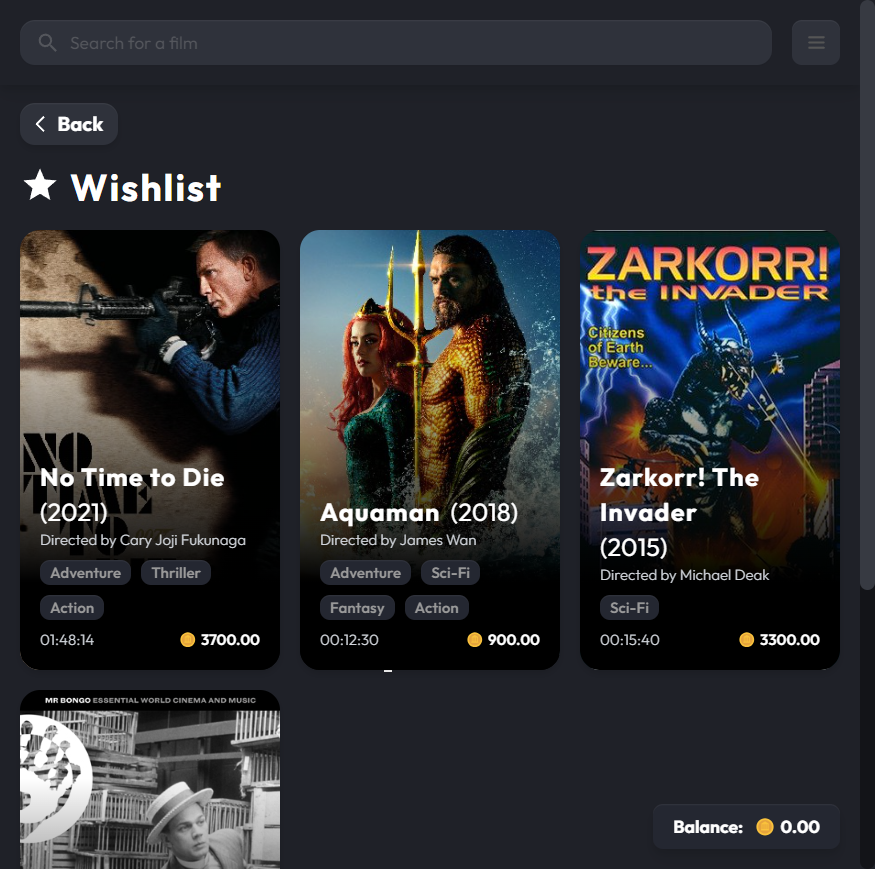 Search for a film
Back
Wishlist
ZARKORR!
the INVADER
Citizens
of Earth
Beware...
NO
TIME
TO
No Time to Die
(2021)
Directed by Cary Joji Fukunaga
Adventure Thriller
Action
01:48:14 3700.00
Aquaman (2018)
Directed by James Wan
Adventure Sci-Fi
Fantasy Action
00:12:30 900.00
Zarkorr! The
Invader
(2015)
Directed by Michael Deak
Sci-Fi
00:15:40 3300.00
MR BONGO ESSENTIAL WORLD CINEMA AND MUSIC
Balance: 0.00